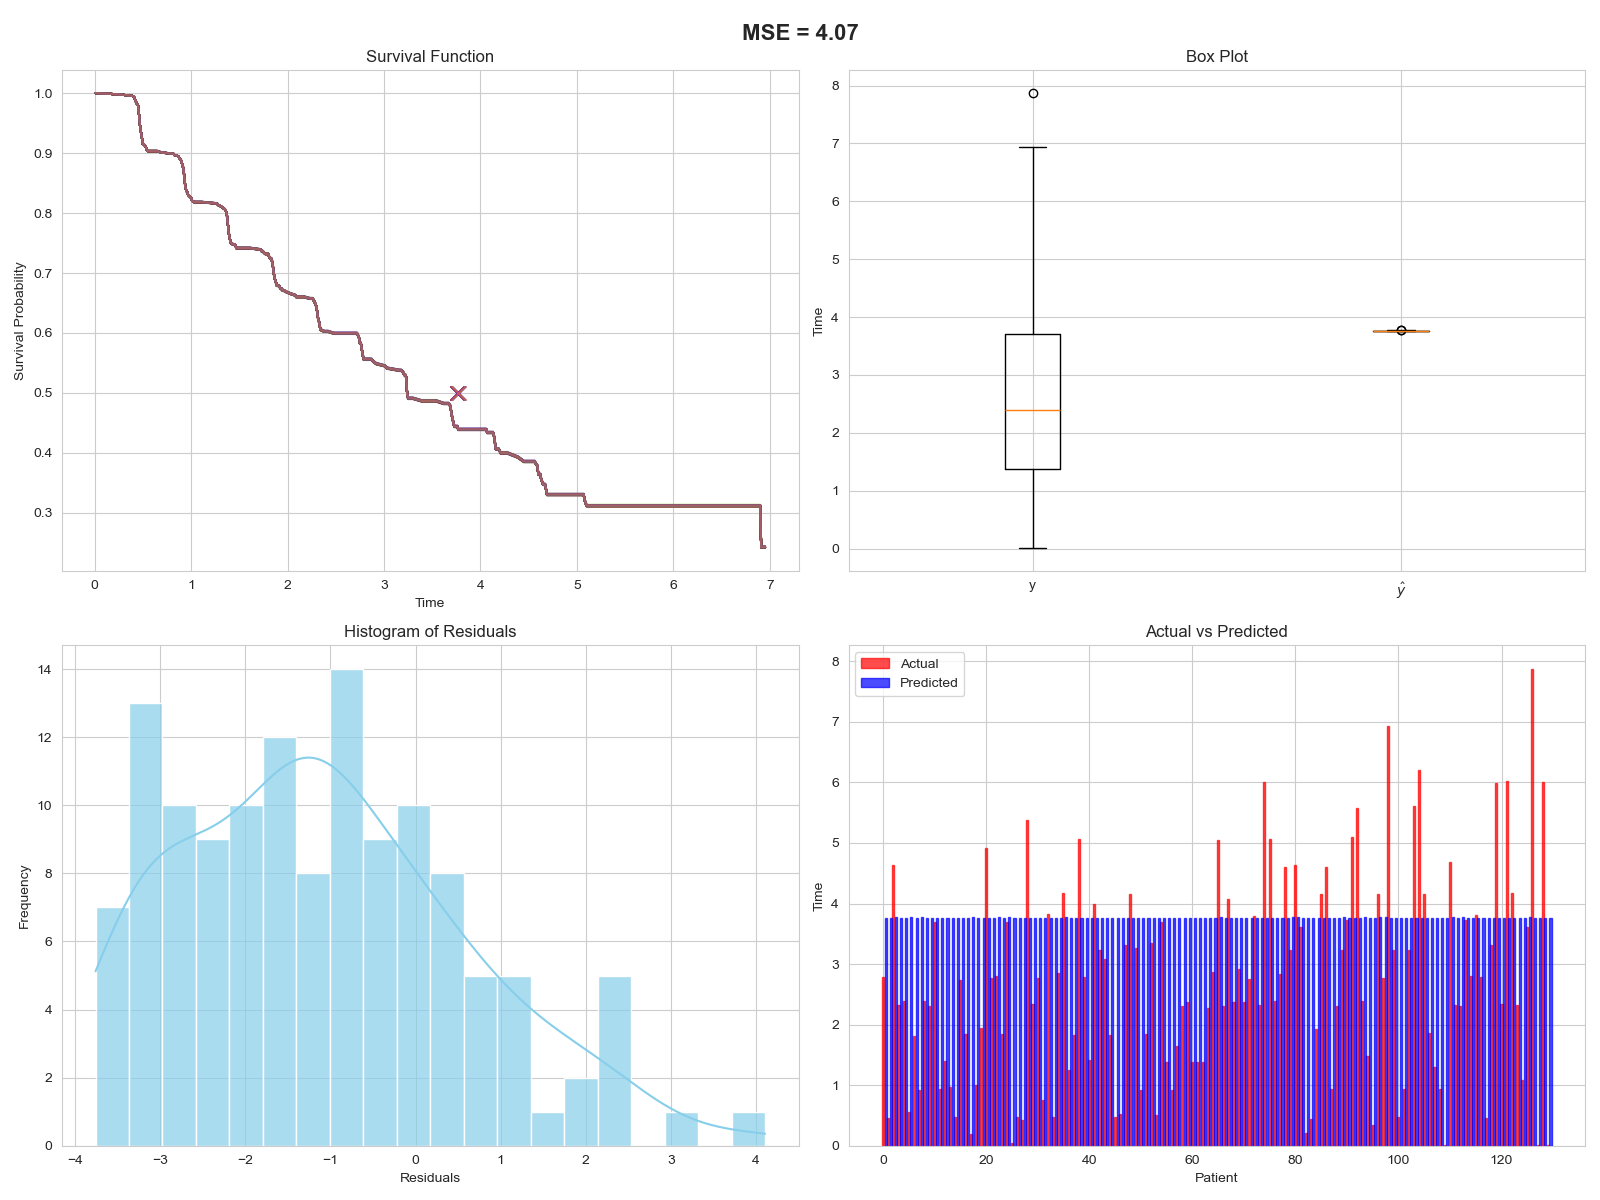 MSE = 4.07
Survival Function
Survival Probability
1.0
0.9
0.8
0.7
0.6
0.5
0.4
0.3
0 1 2 3 4 5 6 7
Time
Box Plot
Time
8
7
6
5
4
3
2
1
0
y ŷ
Histogram of Residuals
Frequency
14
12
10
8
6
4
2
0
−4 −3 −2 −1 0 1 2 3 4
Residuals
Actual vs Predicted
Actual
Predicted
Time
8
7
6
5
4
3
2
1
0
0 20 40 60 80 100 120
Patient